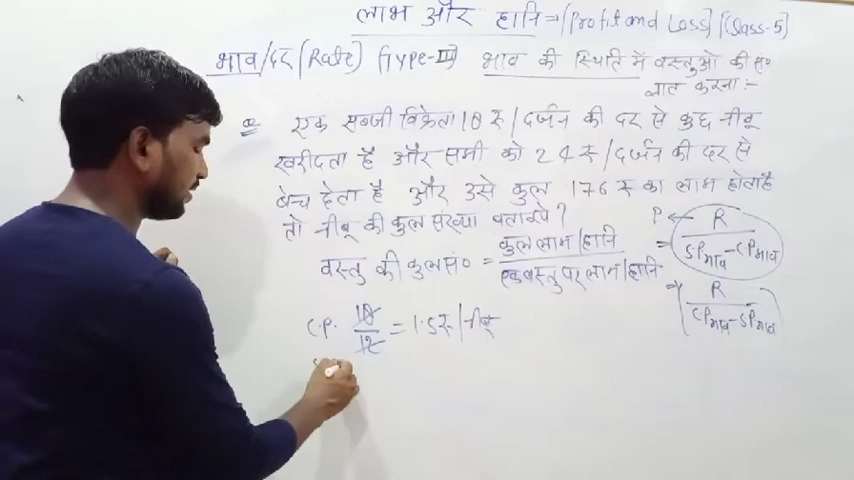 लाभ और हानि ⇒ [Profit and Loss] [Class-5]
भाव/दर (Rate) (Type-III) भाव की स्थिति में वस्तुओ की सं०
ज्ञात करना :-
Q एक सब्जी विक्रेता 18 रु / दर्जन की दर से कुछ नीबू
खरीदता है और सभी को 24 रु / दर्जन की दर से
बेच देता है और उसे कुल 176 रु का लाभ होता है
तो नीबू की कुल संख्या बताइये ?
वस्तु की कुल सं० = कुल लाभ/हानि / एक वस्तु पर लाभ/हानि
P ← R / SPभाव - CPभाव
→ R / CPभाव - SPभाव
C.P. 18/12 = 1.5 रु / नीबू